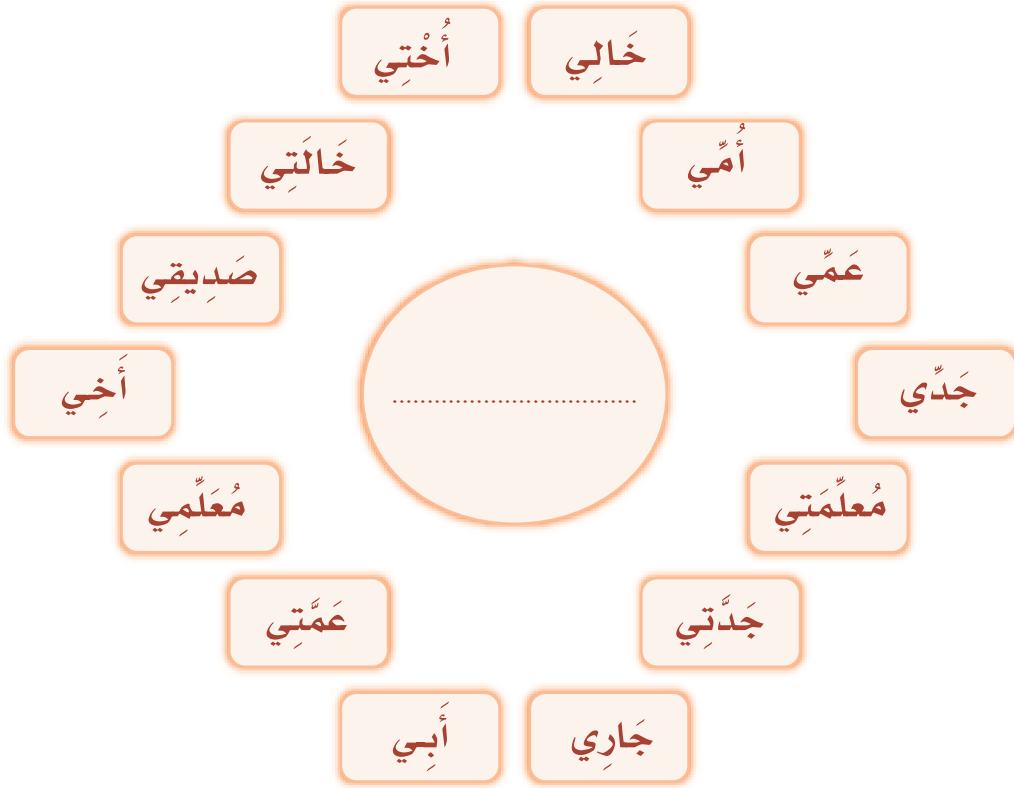 خَالِي
أُخْتِي
أُمِّي
خَالَتِي
عَمِّي
صَدِيقِي
جَدِّي
أَخِي
................................
مُعلِّمَتِي
مُعَلِّمِي
جَدَّتِي
عَمَّتِي
جَارِي
أَبِي